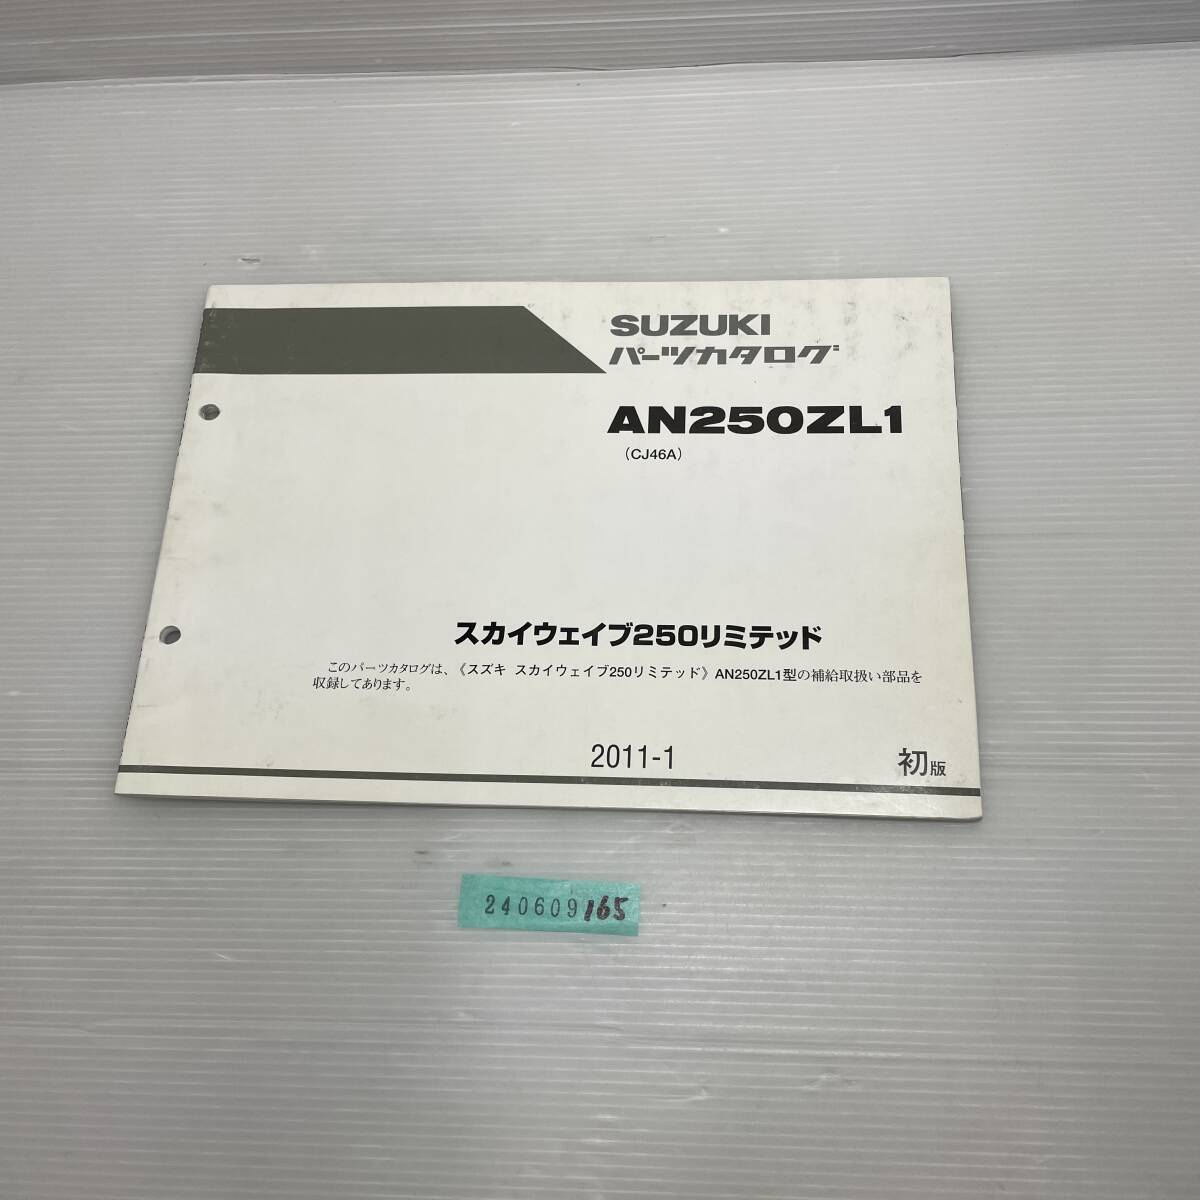 SUZUKI
パーツカタログ
AN250ZL1
（CJ46A）
スカイウェイブ250リミテッド
このパーツカタログは、《スズキ スカイウェイブ250リミテッド》AN250ZL1型の補給取扱い部品を
収録してあります。
2011-1 初版
240609165